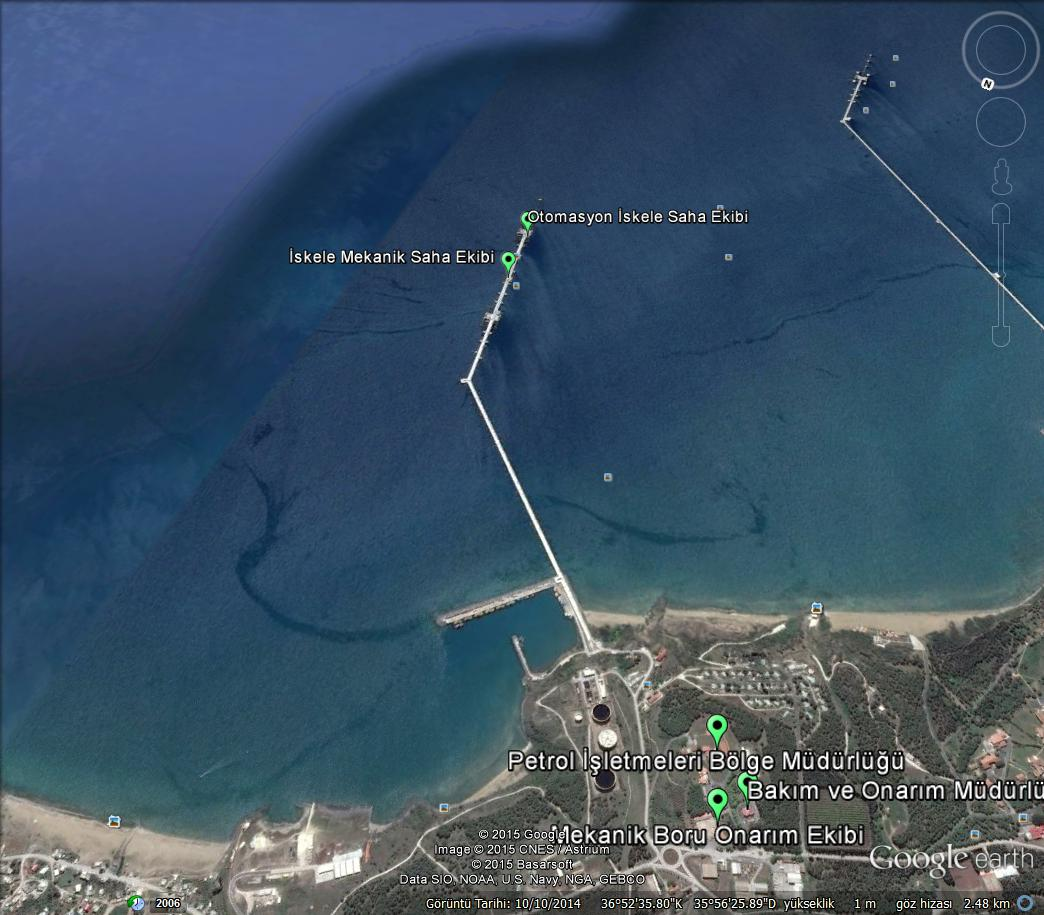 N
Otomasyon İskele Saha Ekibi
İskele Mekanik Saha Ekibi
Petrol İşletmeleri Bölge Müdürlüğü
Bakım ve Onarım Müdürlü
Mekanik Boru Onarım Ekibi
© 2015 Google
Image © 2015 CNES / Astrium
© 2015 Basarsoft
Data SIO, NOAA, U.S. Navy, NGA, GEBCO
Google earth
2006
Görüntü Tarihi: 10/10/2014 36°52'35.80"K 35°56'25.89"D yükseklik 1 m göz hizası 2.48 km